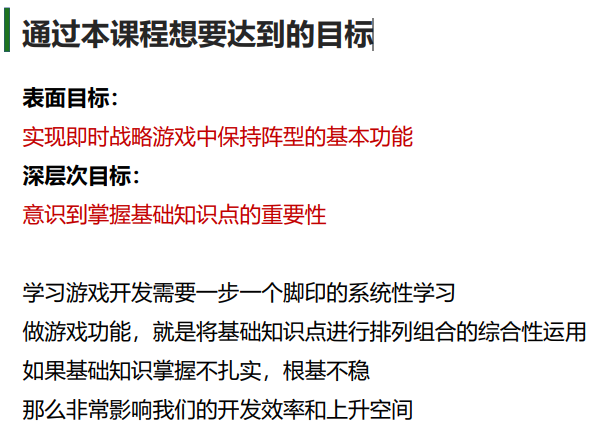 通过本课程想要达到的目标
表面目标：
实现即时战略游戏中保持阵型的基本功能
深层次目标：
意识到掌握基础知识点的重要性
学习游戏开发需要一步一个脚印的系统性学习
做游戏功能，就是将基础知识点进行排列组合的综合性运用
如果基础知识掌握不扎实，根基不稳
那么非常影响我们的开发效率和上升空间